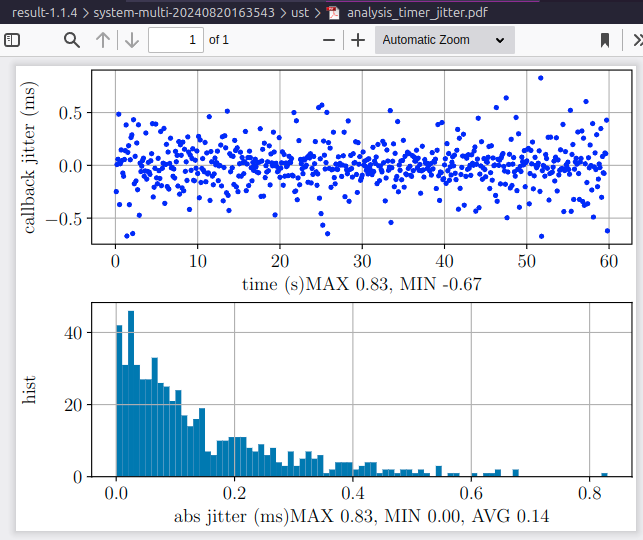 result-1.1.4 > system-multi-20240820163543 > ust > analysis_timer_jitter.pdf
1 of 1 Automatic Zoom
callback jitter (ms)
0.5
0.0
−0.5
0 10 20 30 40 50 60
time (s)MAX 0.83, MIN -0.67
hist
40
20
0
0.0 0.2 0.4 0.6 0.8
abs jitter (ms)MAX 0.83, MIN 0.00, AVG 0.14